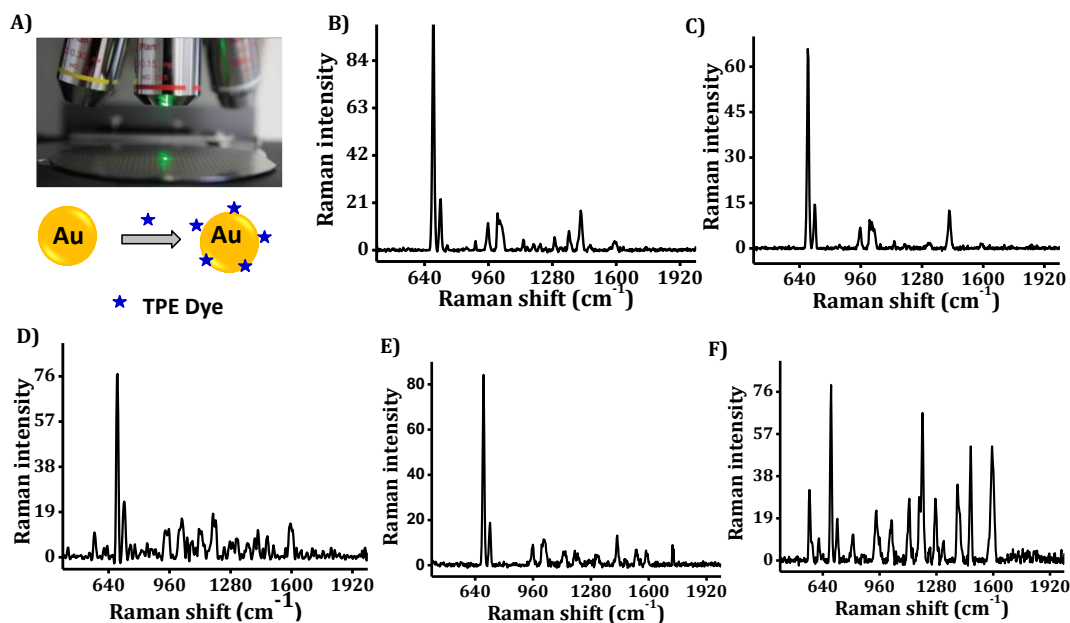 A)
Plan
0.15
Au
Au
TPE Dye
B)
Raman intensity
84
63
42
21
0
640 960 1280 1600 1920
Raman shift (cm-1)
C)
Raman intensity
60
45
30
15
0
640 960 1280 1600 1920
Raman shift (cm-1)
D)
Raman intensity
76
57
38
19
0
640 960 1280 1600 1920
Raman shift (cm-1)
E)
Raman intensity
80
60
40
20
0
640 960 1280 1600 1920
Raman shift (cm-1)
F)
Raman intensity
76
57
38
19
0
640 960 1280 1600 1920
Raman shift (cm-1)